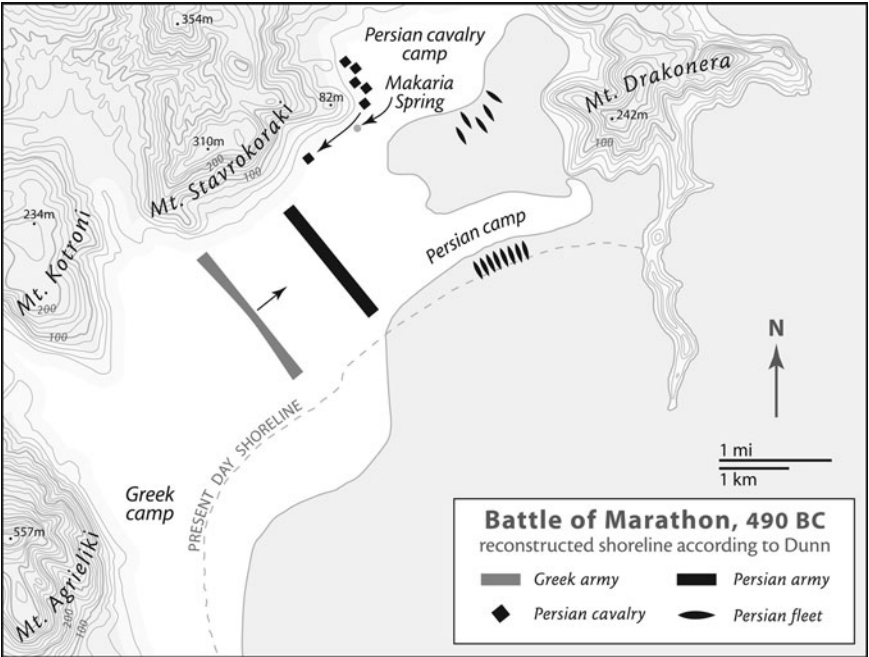 354m
Persian cavalry
camp
Makaria
Spring
82m
Mt. Drakonera
242m
100
310m
200
100
Mt. Stavrokoraki
234m
Mt. Kotroni
200
100
Persian camp
N
PRESENT DAY SHORELINE
1 mi
1 km
Greek
camp
557m
Mt. Agrieliki
200
100
Battle of Marathon, 490 BC
reconstructed shoreline according to Dunn
Greek army
Persian army
Persian cavalry
Persian fleet